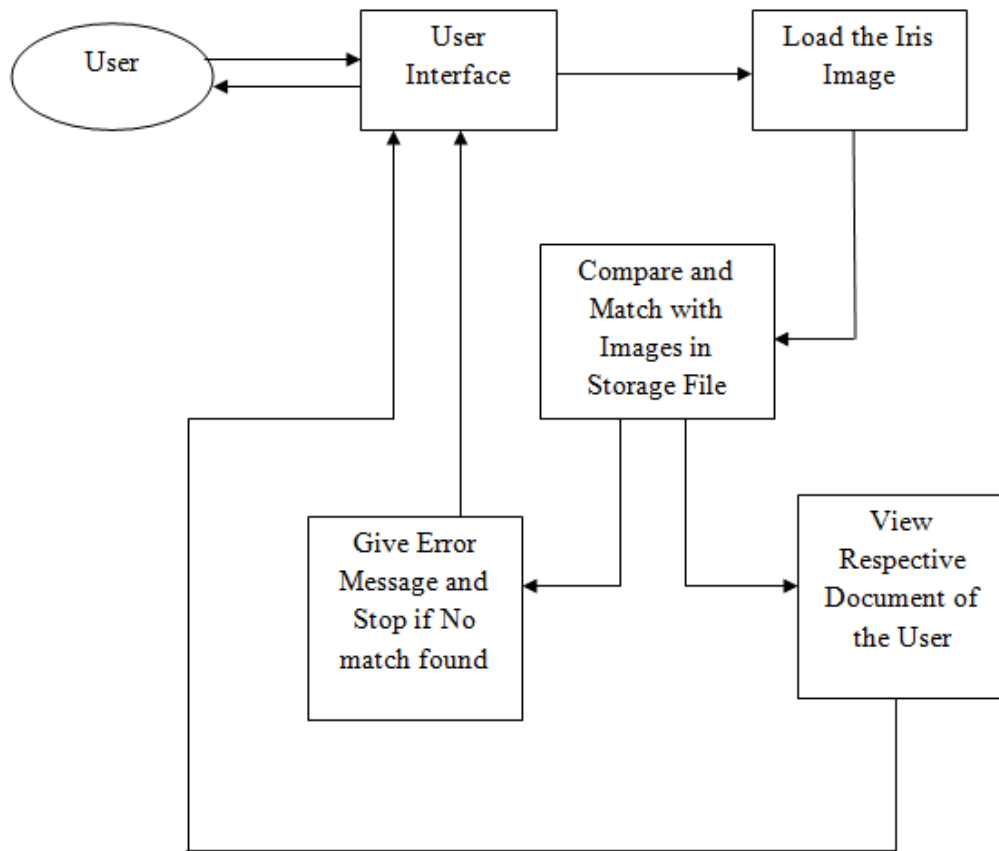 User
User
Interface
Load the Iris
Image
Compare and
Match with
Images in
Storage File
Give Error
Message and
Stop if No
match found
View
Respective
Document of
the User